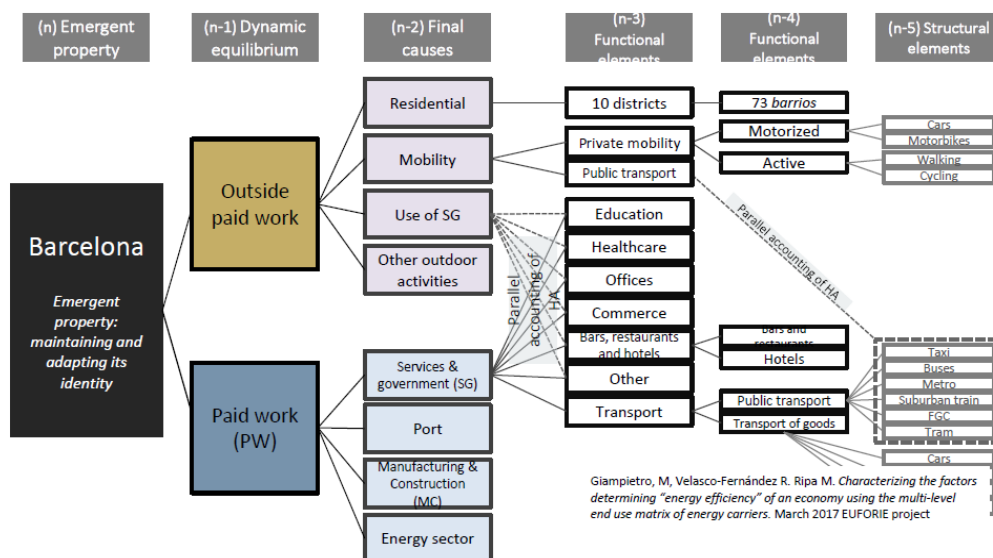 (n) Emergent
property
(n-1) Dynamic
equilibrium
(n-2) Final
causes
(n-3)
Functional
elements
(n-4)
Functional
elements
(n-5) Structural
elements
Barcelona
Emergent
property:
maintaining and
adapting its
identity
Outside
paid work
Paid work
(PW)
Residential
Mobility
Use of SG
Other outdoor
activities
Services &
government (SG)
Port
Manufacturing &
Construction
(MC)
Energy sector
Parallel
accounting of
HA
10 districts
Private mobility
Public transport
Education
Healthcare
Offices
Commerce
Bars, restaurants
and hotels
Other
Transport
73 barrios
Motorized
Active
Bars and
restaurants
Hotels
Public transport
Transport of goods
Parallel accounting of HA
Cars
Motorbikes
Walking
Cycling
Taxi
Buses
Metro
Suburban train
FGC
Tram
Cars
Giampietro, M, Velasco-Fernández R. Ripa M. Characterizing the factors
determining “energy efficiency” of an economy using the multi-level
end use matrix of energy carriers. March 2017 EUFORIE project